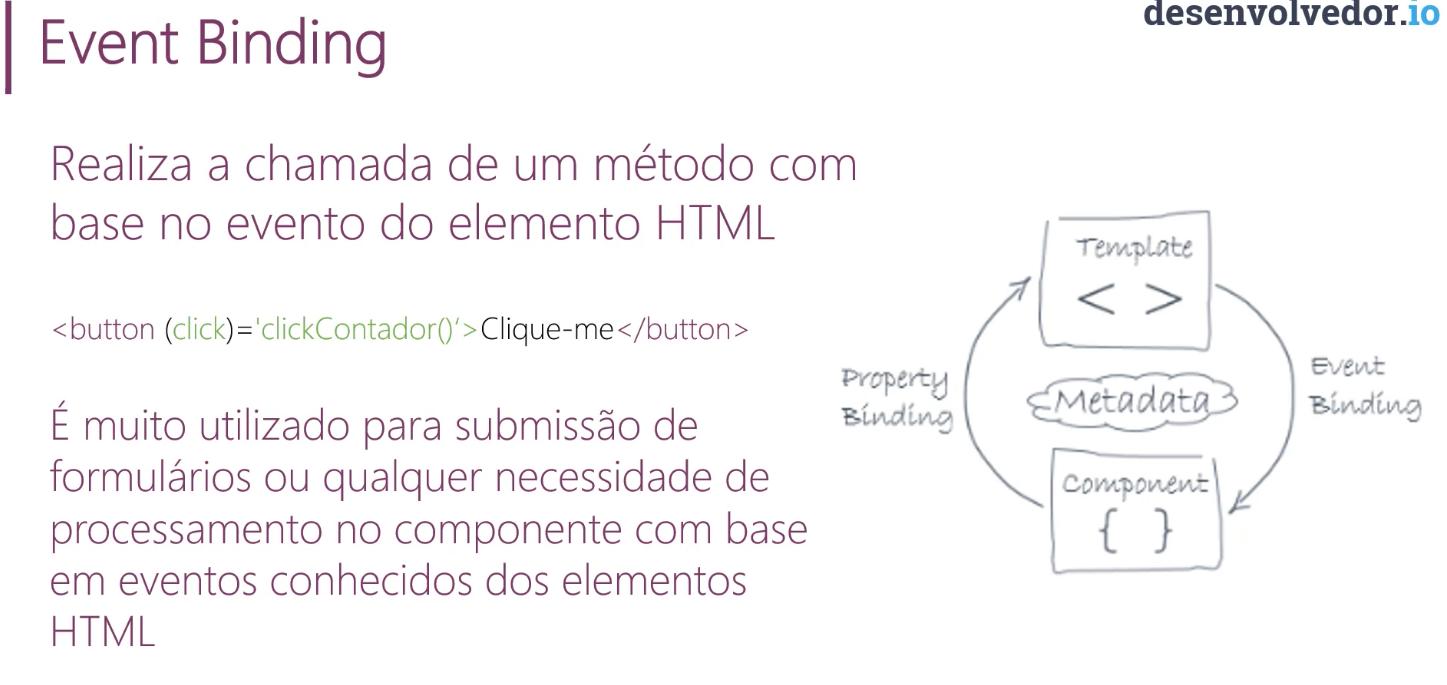 desenvolvedor.io
Event Binding
Realiza a chamada de um método com
base no evento do elemento HTML
<button (click)='clickContador()’>Clique-me</button>
É muito utilizado para submissão de
formulários ou qualquer necessidade de
processamento no componente com base
em eventos conhecidos dos elementos
HTML
Template
< >
Property
Binding
Metadata
Event
Binding
Component
{ }